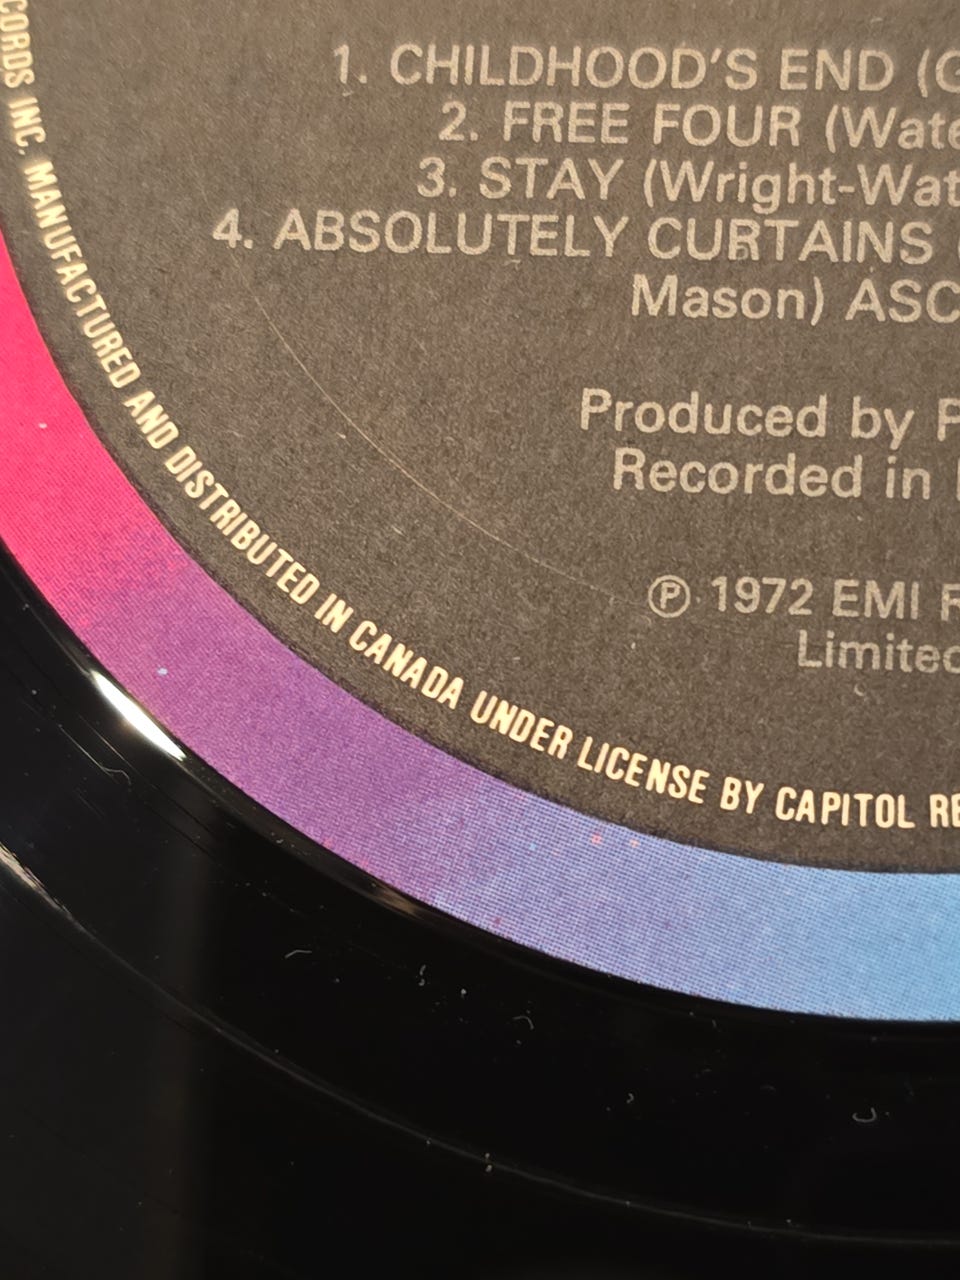 1. CHILDHOOD'S END (G
2. FREE FOUR (Wate
3. STAY (Wright-Wat
4. ABSOLUTELY CURTAINS (
Mason) ASC
Produced by P
Recorded in
Ⓟ 1972 EMI R
Limited
CORDS INC. MANUFACTURED AND DISTRIBUTED IN CANADA UNDER LICENSE BY CAPITOL RE